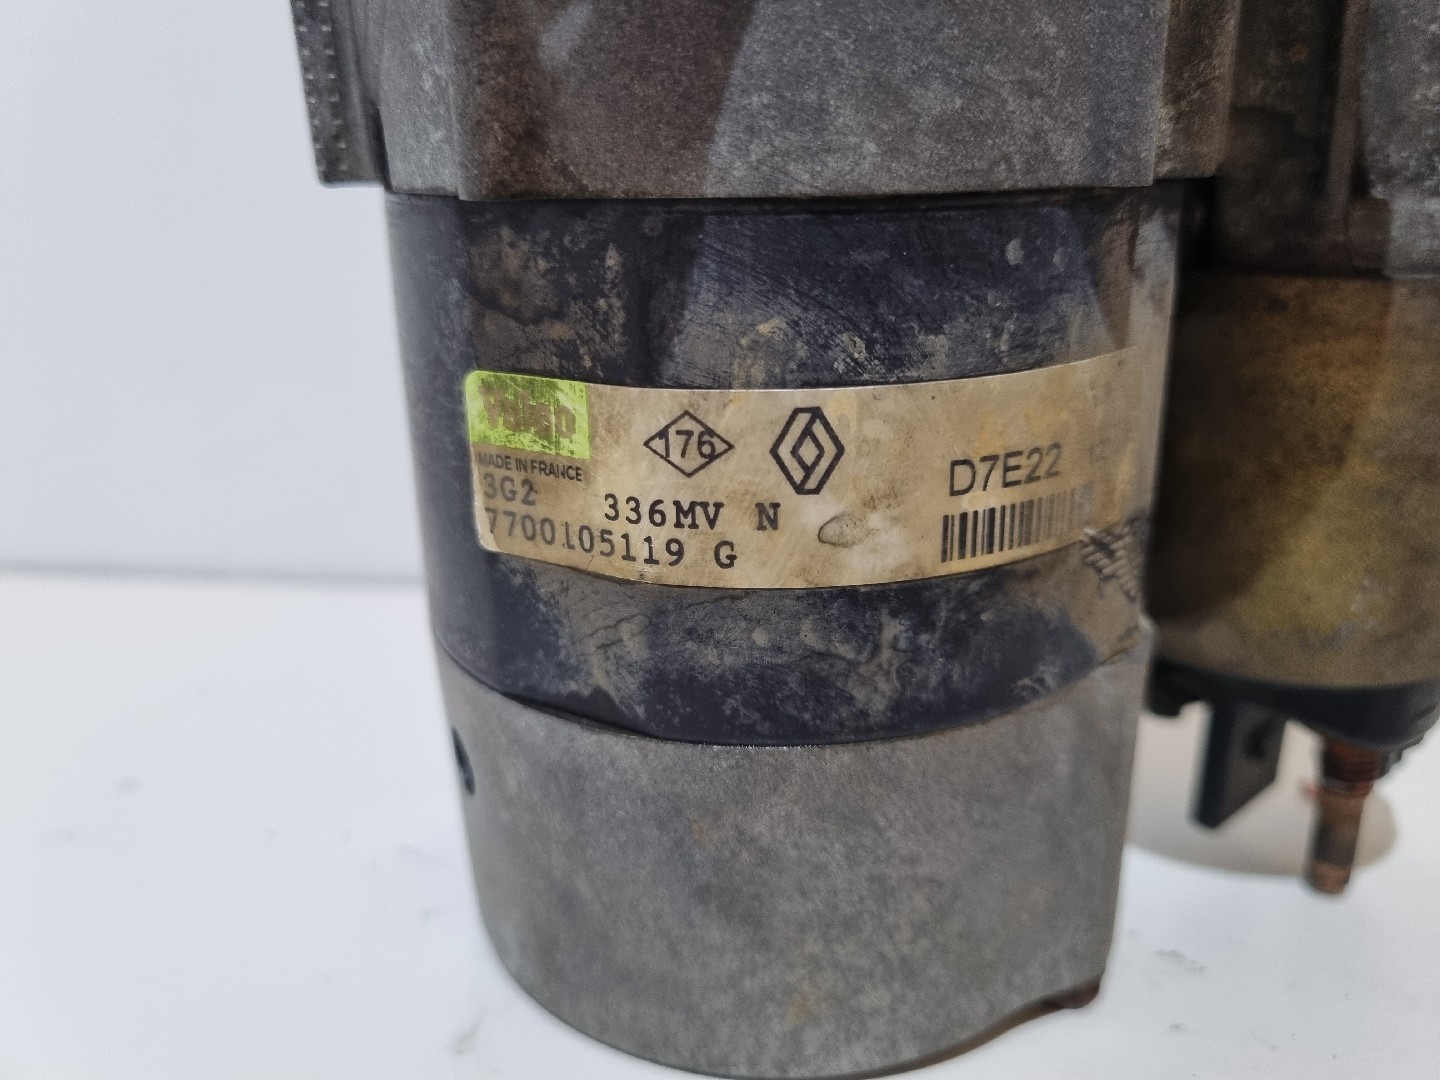 Valeo
MADE IN FRANCE
176
D7E22
3G2 336MV N
7700105119 G